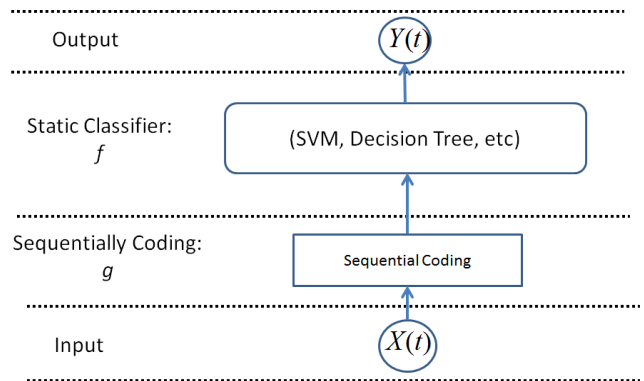 Output
Y(t)
Static Classifier:
f
(SVM, Decision Tree, etc)
Sequentially Coding:
g
Sequential Coding
Input
X(t)